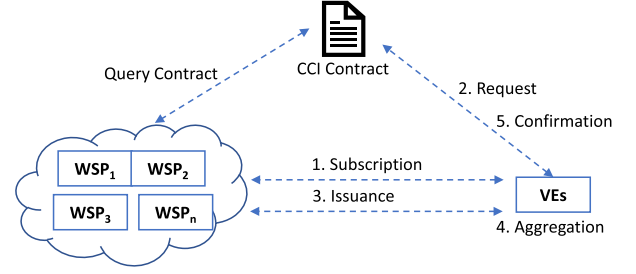 CCI Contract
Query Contract
2. Request
5. Confirmation
WSP₁ WSP₂
1. Subscription
3. Issuance
WSP₃ WSPₙ
VEs
4. Aggregation